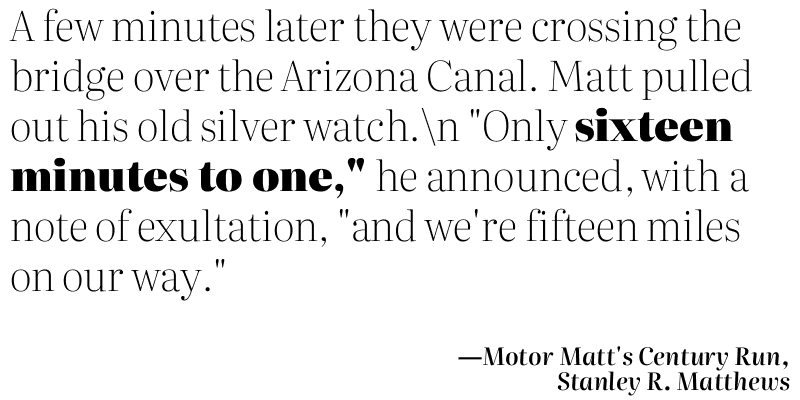 A few minutes later they were crossing the
bridge over the Arizona Canal. Matt pulled
out his old silver watch.\n "Only sixteen
minutes to one," he announced, with a
note of exultation, "and we're fifteen miles
on our way."
—Motor Matt's Century Run,
Stanley R. Matthews